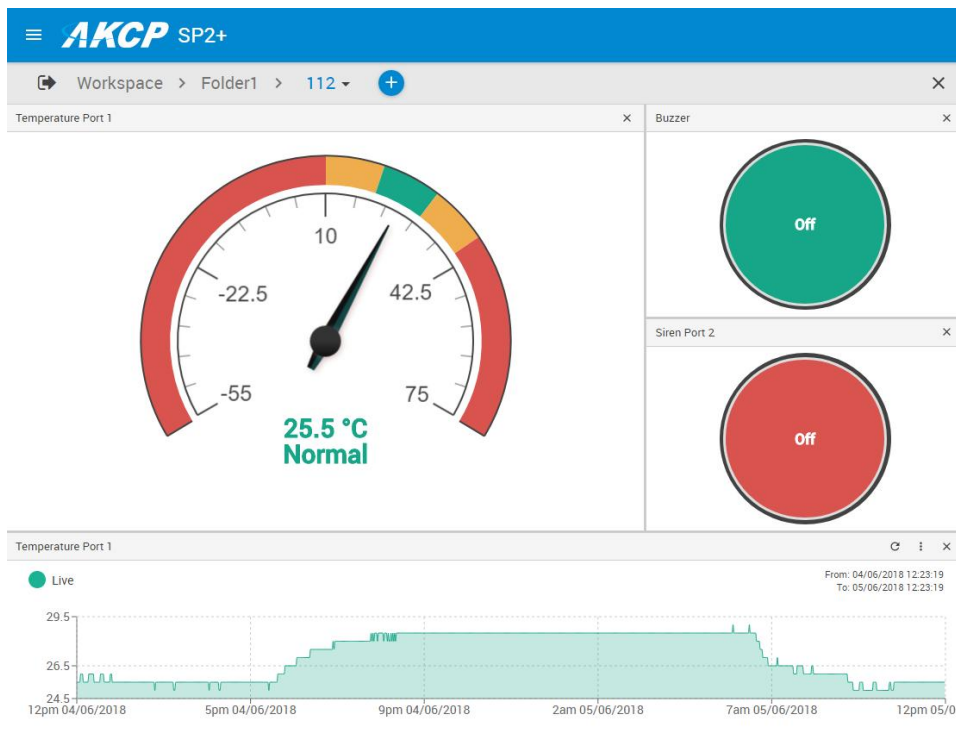 AKCP SP2+
Workspace > Folder1 > 112
Temperature Port 1
10
-22.5
42.5
-55
75
25.5 °C
Normal
Buzzer
Off
Siren Port 2
Off
Temperature Port 1
Live
From: 04/06/2018 12:23:19
To: 05/06/2018 12:23:19
29.5
26.5
24.5
12pm 04/06/2018 5pm 04/06/2018 9pm 04/06/2018 2am 05/06/2018 7am 05/06/2018 12pm 05/0